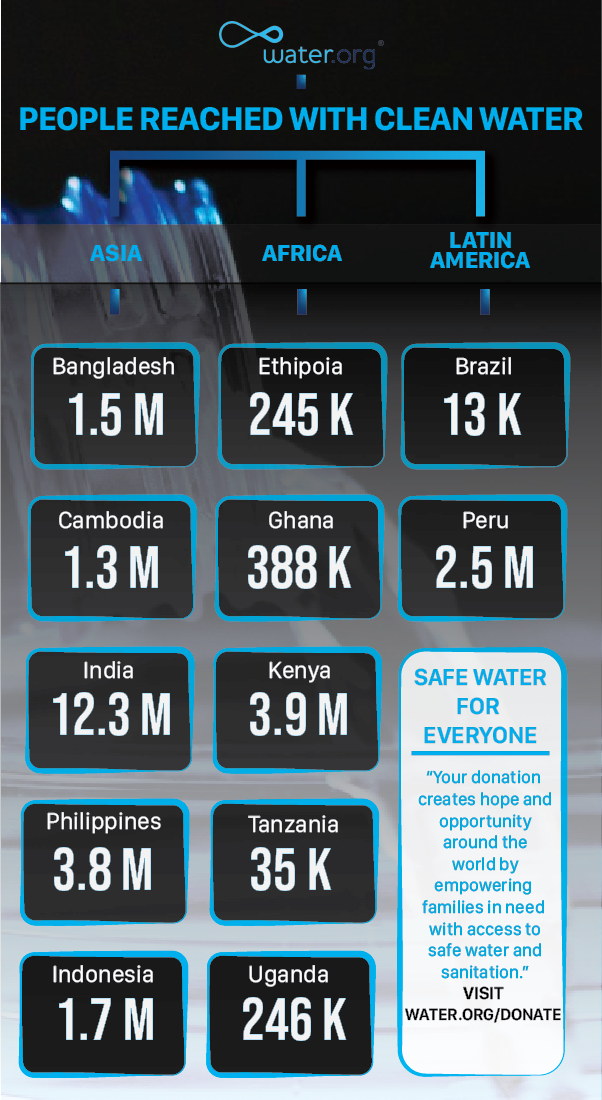 water.org®
PEOPLE REACHED WITH CLEAN WATER
ASIA
AFRICA
LATIN
AMERICA
Bangladesh
1.5 M
Ethipoia
245 K
Brazil
13 K
Cambodia
1.3 M
Ghana
388 K
Peru
2.5 M
India
12.3 M
Kenya
3.9 M
Philippines
3.8 M
Tanzania
35 K
Indonesia
1.7 M
Uganda
246 K
SAFE WATER
FOR
EVERYONE
"Your donation
creates hope and
opportunity
around the
world by
empowering
families in need
with access to
safe water and
sanitation."
VISIT
WATER.ORG/DONATE